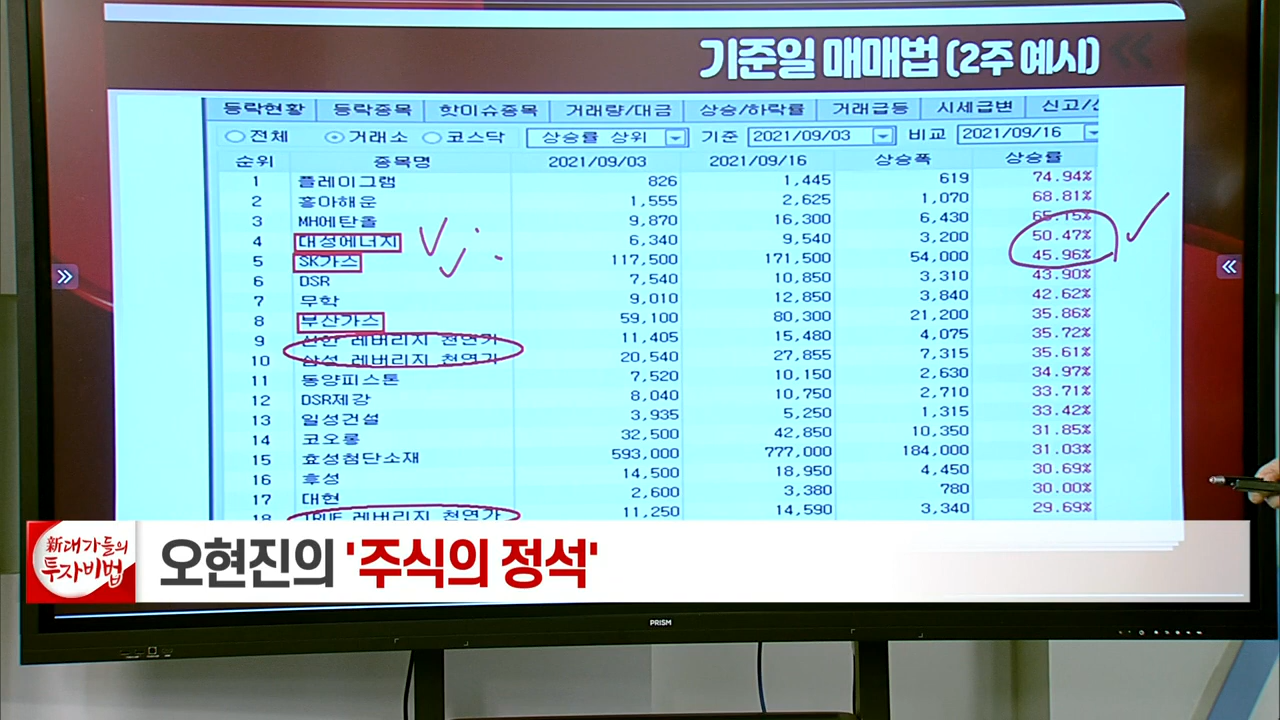 기준일 매매법 (2주 예시)
등락현황 등락종목 핫이슈종목 거래량/대금 상승/하락률 거래급등 시세급변 신고/신
전체 거래소 코스닥 상승률 상위 기준 2021/09/03 비교 2021/09/16
순위 종목명 2021/09/03 2021/09/16 상승폭 상승률
1 플레이그램 826 1,445 619 74.94%
2 흥아해운 1,555 2,625 1,070 68.81%
3 MH에탄올 9,870 16,300 6,430 65.15%
4 대성에너지 6,340 9,540 3,200 50.47%
5 SK가스 117,500 171,500 54,000 45.96%
6 DSR 7,540 10,850 3,310 43.90%
7 무학 9,010 12,850 3,840 42.62%
8 부산가스 59,100 80,300 21,200 35.86%
9 신한 레버리지 천연가 11,405 15,480 4,075 35.72%
10 삼성 레버리지 천연가 20,540 27,855 7,315 35.61%
11 동양피스톤 7,520 10,150 2,630 34.97%
12 DSR제강 8,040 10,750 2,710 33.71%
13 일성건설 3,935 5,250 1,315 33.42%
14 코오롱 32,500 42,850 10,350 31.85%
15 효성첨단소재 593,000 777,000 184,000 31.03%
16 후성 14,500 18,950 4,450 30.69%
17 대현 2,600 3,380 780 30.00%
18 TRUE 레버리지 천연가 11,250 14,590 3,340 29.69%
新대가들의
투자비법
오현진의 '주식의 정석'
PRISM